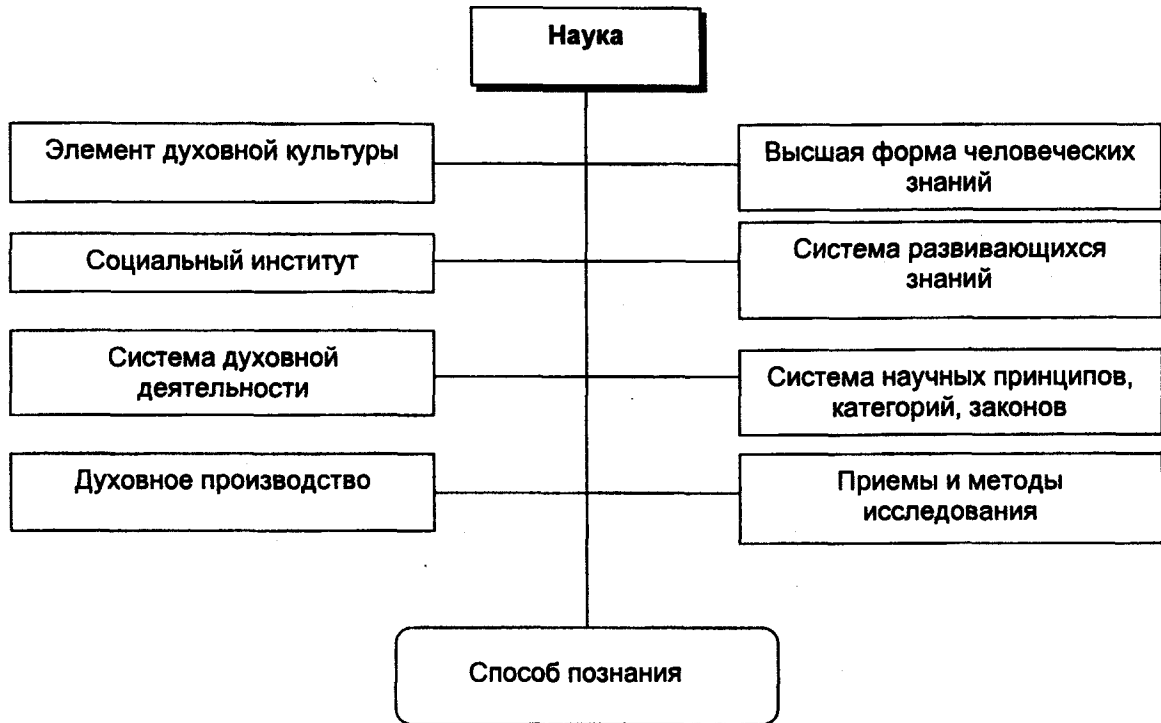 Наука
Элемент духовной культуры
Высшая форма человеческих
знаний
Социальный институт
Система развивающихся
знаний
Система духовной
деятельности
Система научных принципов,
категорий, законов
Духовное производство
Приемы и методы
исследования
Способ познания